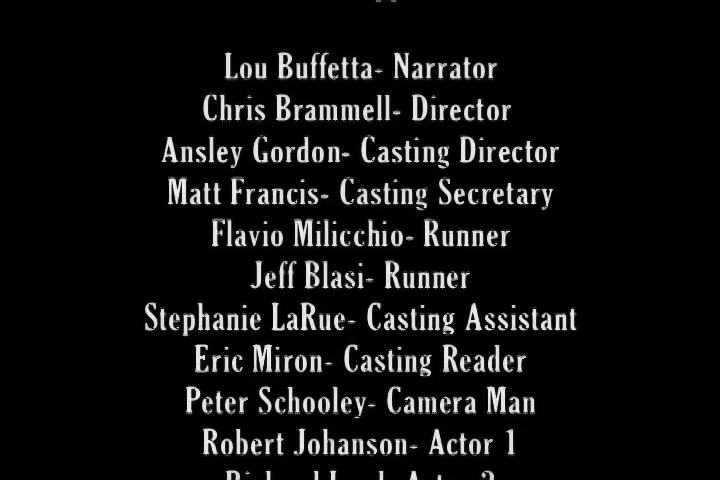 Lou Buffetta- Narrator
Chris Brammell- Director
Ansley Gordon- Casting Director
Matt Francis- Casting Secretary
Flavio Milicchio- Runner
Jeff Blasi- Runner
Stephanie LaRue- Casting Assistant
Eric Miron- Casting Reader
Peter Schooley- Camera Man
Robert Johanson- Actor 1